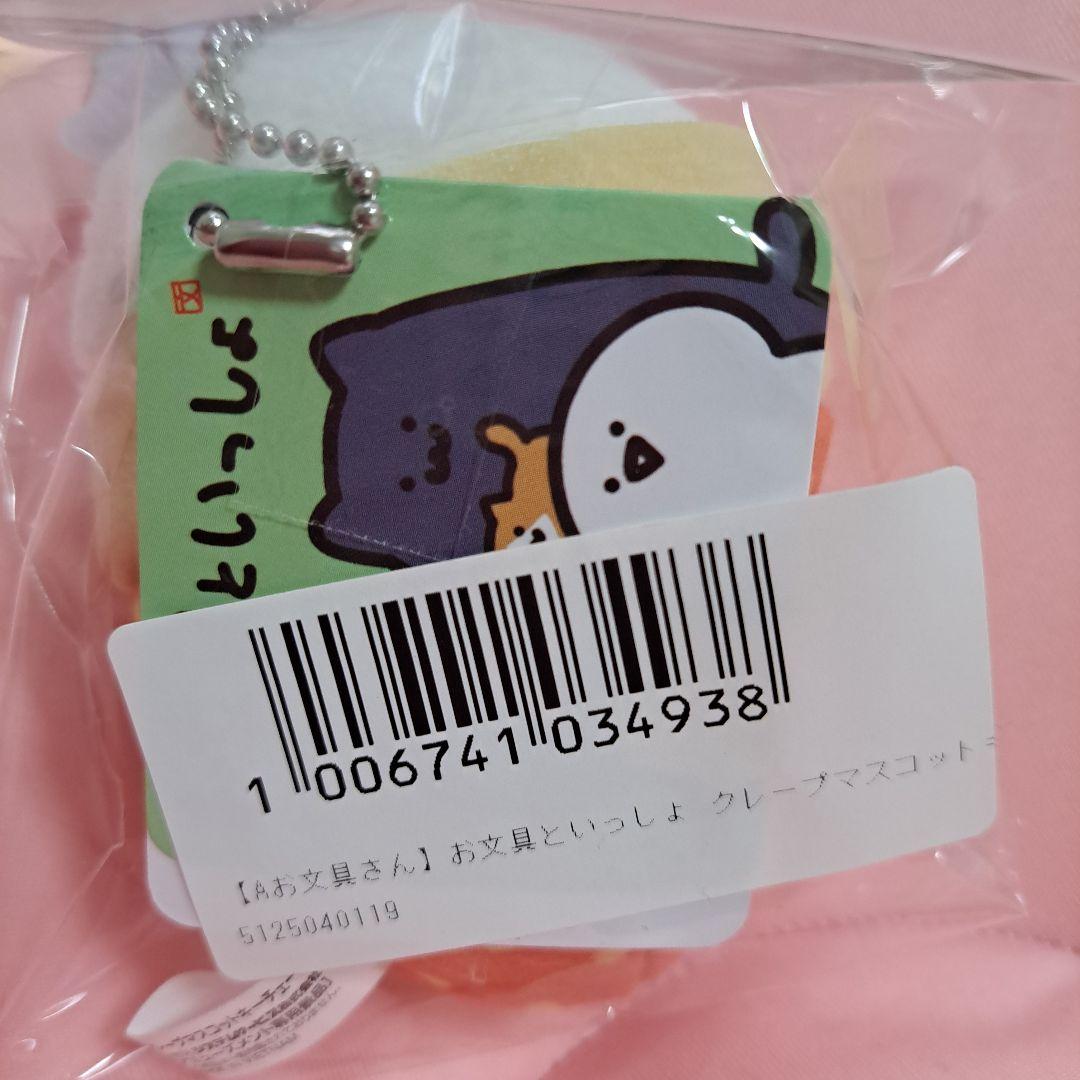 文
といっしょ
1 006741 034938
【Aお文具さん】お文具といっしょ クレープマスコット
5125040119